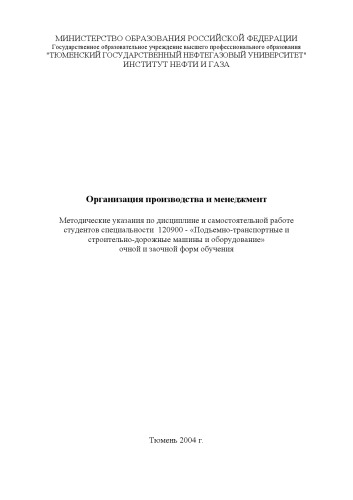 МИНИСТЕРСТВО ОБРАЗОВАНИЯ РОССИЙСКОЙ ФЕДЕРАЦИИ
Государственное образовательное учреждение высшего профессионального образования
"ТЮМЕНСКИЙ ГОСУДАРСТВЕННЫЙ НЕФТЕГАЗОВЫЙ УНИВЕРСИТЕТ"
ИНСТИТУТ НЕФТИ И ГАЗА
Организация производства и менеджмент
Методические указания по дисциплине и самостоятельной работе
студентов специальности 120900 - «Подъемно-транспортные и
строительно-дорожные машины и оборудование»
очной и заочной форм обучения
Тюмень 2004 г.